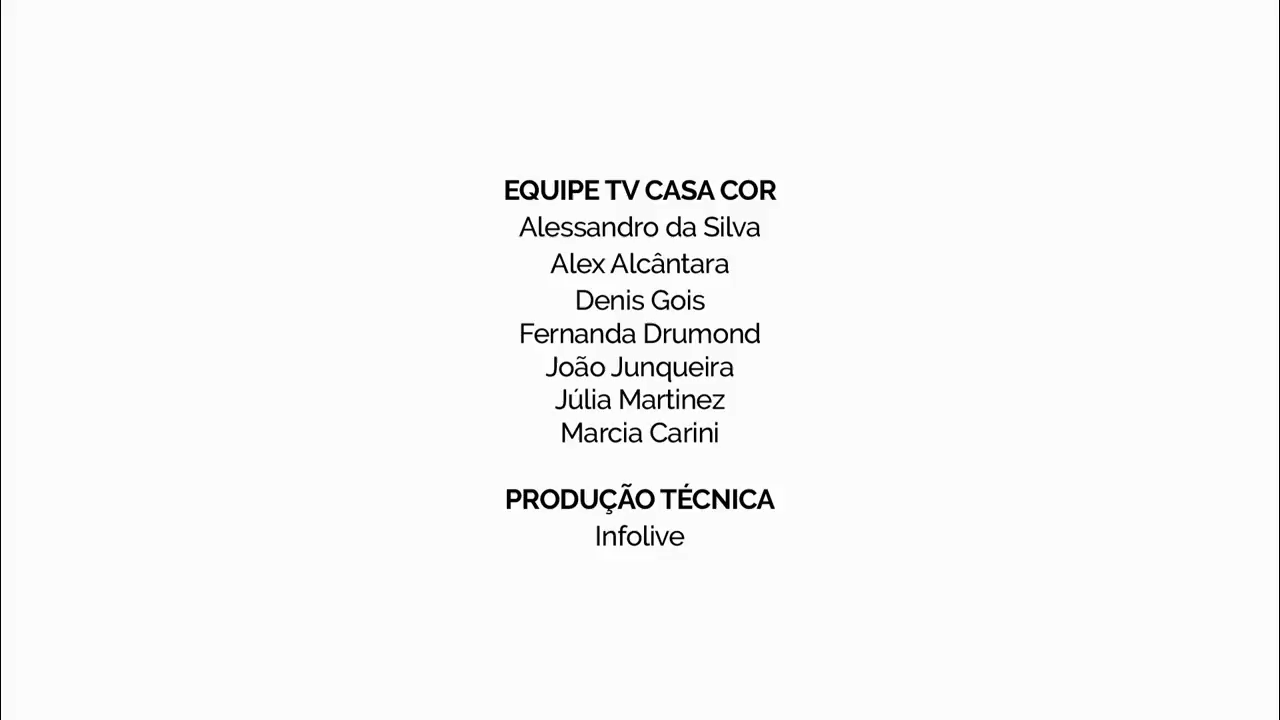 EQUIPE TV CASA COR
Alessandro da Silva
Alex Alcântara
Denis Gois
Fernanda Drumond
João Junqueira
Júlia Martinez
Marcia Carini
PRODUÇÃO TÉCNICA
Infolive